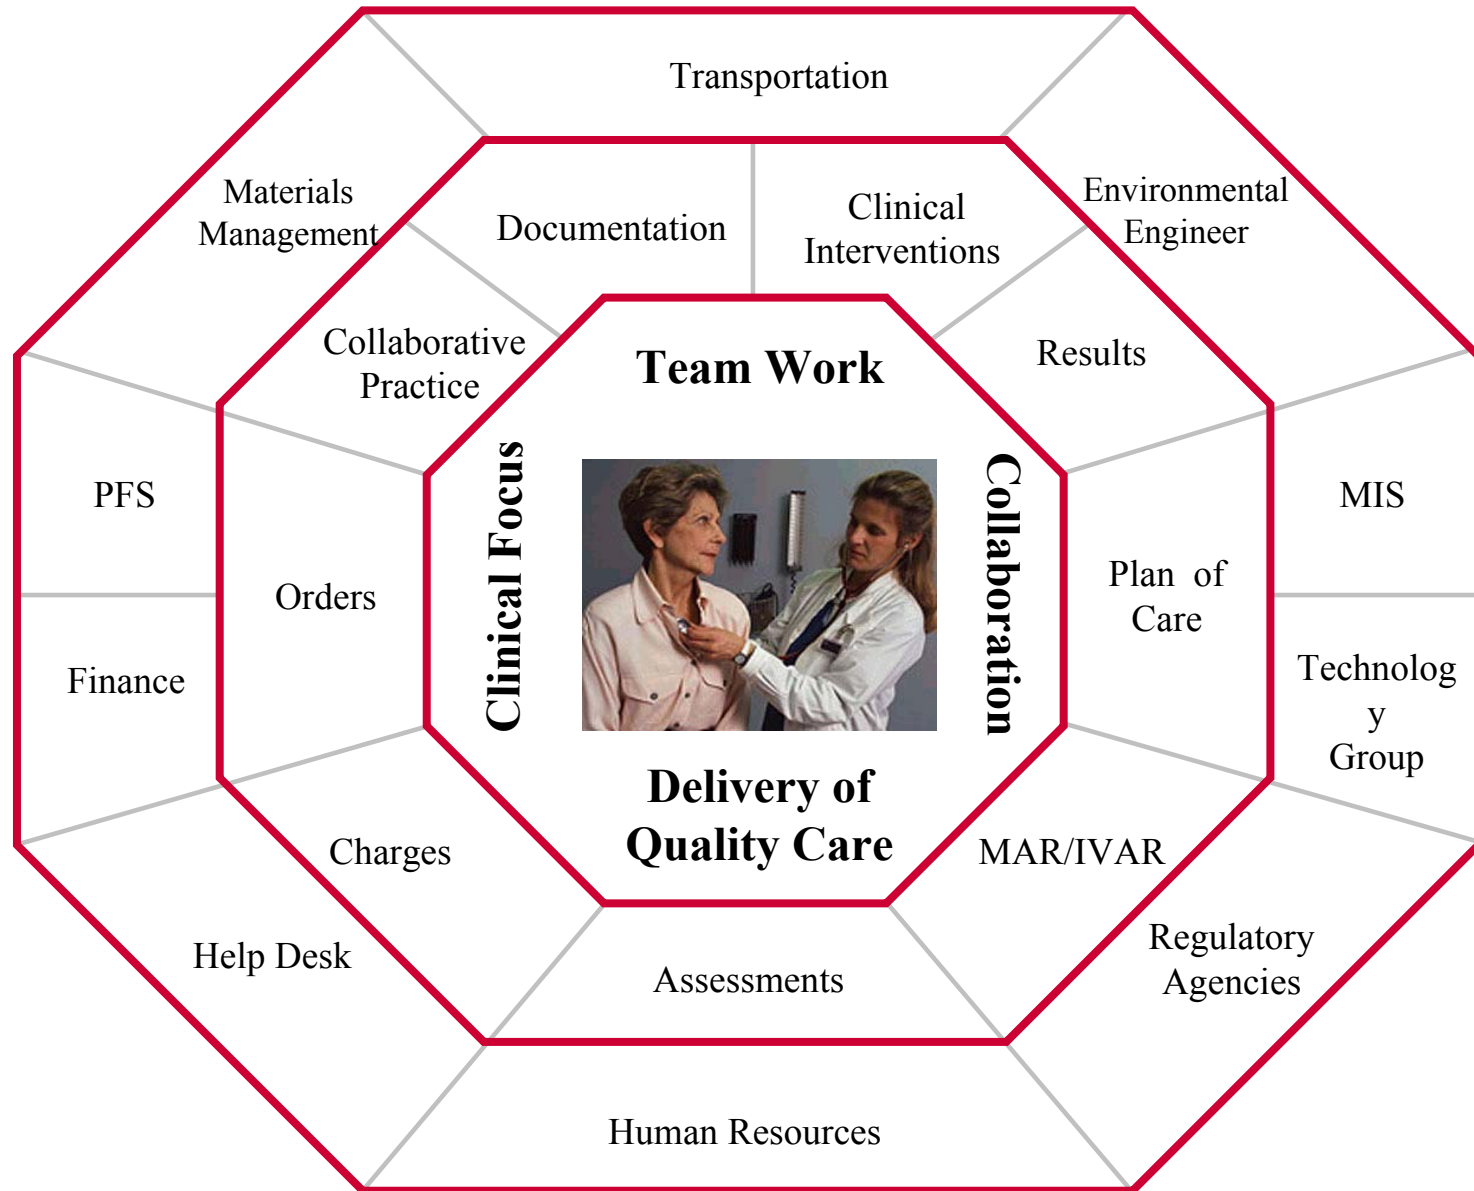 Transportation
Materials
Management
Environmental
Engineer
Documentation
Clinical
Interventions
Collaborative
Practice
Results
Team Work
Clinical Focus
Collaboration
PFS
MIS
Orders
Plan of
Care
Finance
Technolog
y
Group
Delivery of
Quality Care
Charges
MAR/IVAR
Help Desk
Assessments
Regulatory
Agencies
Human Resources